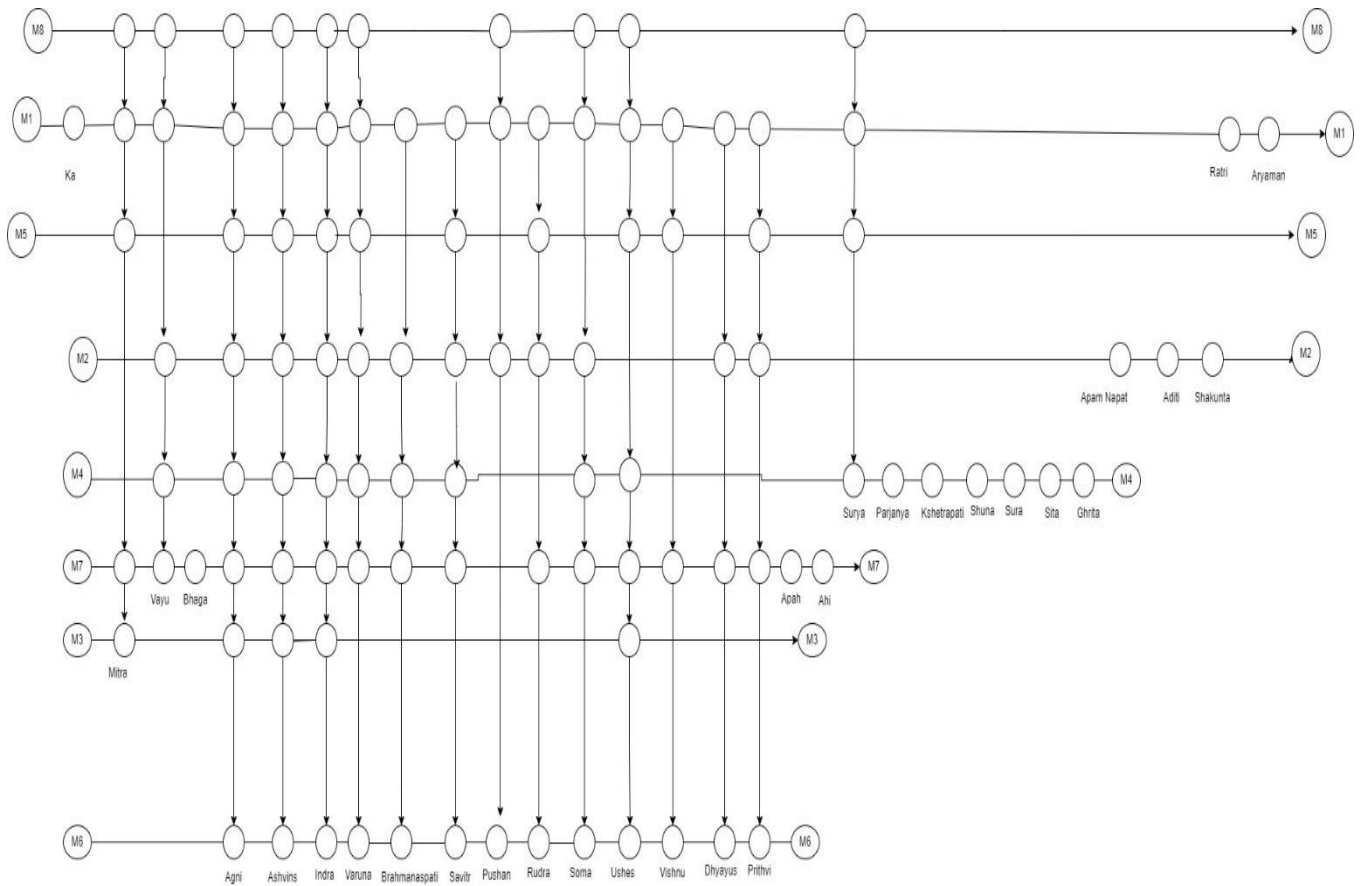 M8 M8
M1 M1
Ka Ratri Aryaman
M5 M5
M2 M2
Apam Napat Aditi Shakunta
M4 M4
Surya Parjanya Kshetrapati Shuna Sura Sita Ghrita
M7 M7
Vayu Bhaga Apah Ahi
M3 M3
Mitra
M6 M6
Agni Ashvins Indra Varuna Brahmanaspati Savitr Pushan Rudra Soma Ushes Vishnu Dhyayus Prithvi